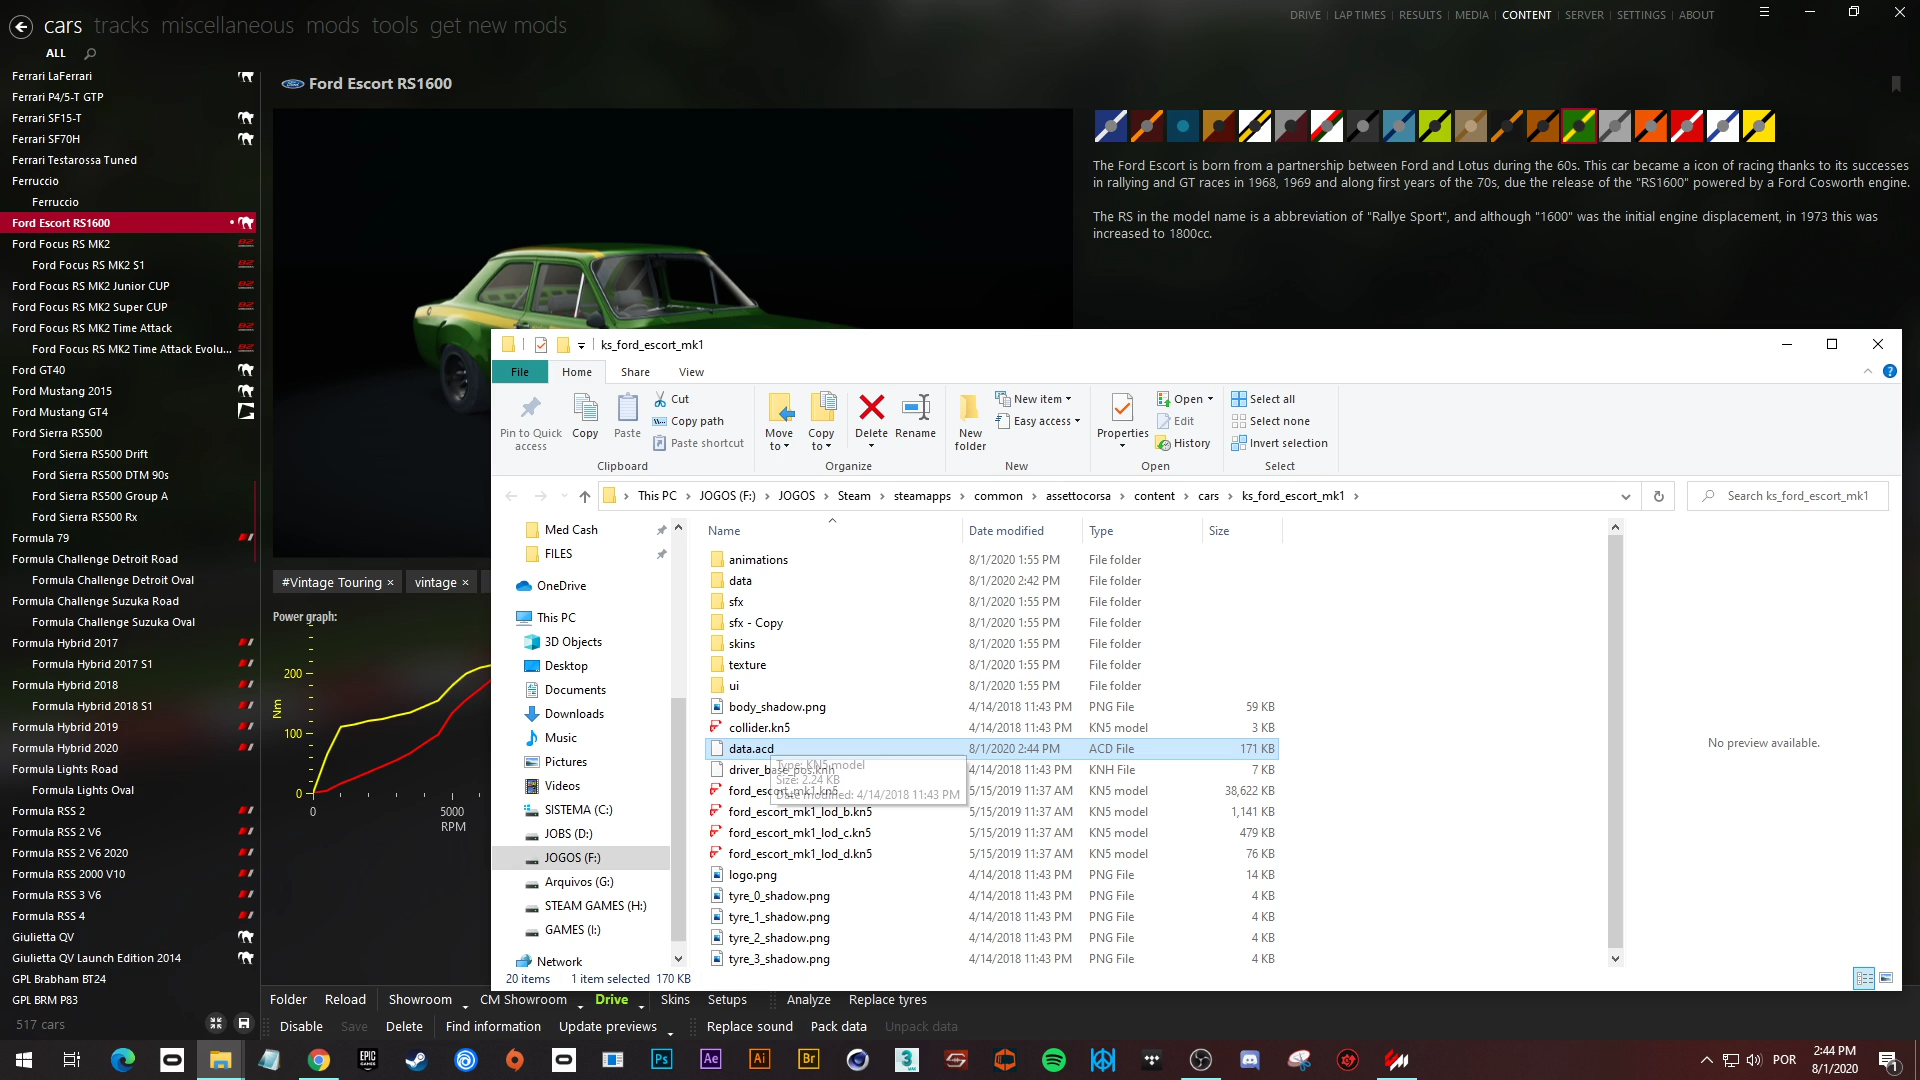 cars tracks miscellaneous mods tools get new mods
DRIVE | LAP TIMES | RESULTS | MEDIA | CONTENT | SERVER | SETTINGS | ABOUT
ALL
Ferrari LaFerrari
Ferrari P4/5-T GTP
Ferrari SF15-T
Ferrari SF70H
Ferrari Testarossa Tuned
Ferruccio
Ferruccio
Ford Escort RS1600
Ford Focus RS MK2
Ford Focus RS MK2 S1
Ford Focus RS MK2 Junior CUP
Ford Focus RS MK2 Super CUP
Ford Focus RS MK2 Time Attack
Ford Focus RS MK2 Time Attack Evolu...
Ford GT40
Ford Mustang 2015
Ford Mustang GT4
Ford Sierra RS500
Ford Sierra RS500 Drift
Ford Sierra RS500 DTM 90s
Ford Sierra RS500 Group A
Ford Sierra RS500 Rx
Formula 79
Formula Challenge Detroit Road
Formula Challenge Detroit Oval
Formula Challenge Suzuka Road
Formula Challenge Suzuka Oval
Formula Hybrid 2017
Formula Hybrid 2017 S1
Formula Hybrid 2018
Formula Hybrid 2018 S1
Formula Hybrid 2019
Formula Hybrid 2020
Formula Lights Road
Formula Lights Oval
Formula RSS 2
Formula RSS 2 V6
Formula RSS 2 V6 2020
Formula RSS 2000 V10
Formula RSS 3 V6
Formula RSS 4
Giulietta QV
Giulietta QV Launch Edition 2014
GPL Brabham BT24
GPL BRM P83
517 cars
Ford Escort RS1600
The Ford Escort is born from a partnership between Ford and Lotus during the 60s. This car became a icon of racing thanks to its successes
in rallying and GT races in 1968, 1969 and along first years of the 70s, due the release of the "RS1600" powered by a Ford Cosworth engine.
The RS in the model name is a abbreviation of "Rallye Sport", and although "1600" was the initial engine displacement, in 1973 this was
increased to 1800cc.
#Vintage Touring × vintage ×
Power graph:
200
Nm
100
0
0 5000
RPM
ks_ford_escort_mk1
File Home Share View
Pin to Quick access
Copy
Paste
Cut
Copy path
Paste shortcut
Clipboard
Move to
Copy to
Delete
Rename
Organize
New folder
New item
Easy access
New
Properties
Open
Edit
History
Open
Select all
Select none
Invert selection
Select
This PC › JOGOS (F:) › JOGOS › Steam › steamapps › common › assettocorsa › content › cars › ks_ford_escort_mk1 ›
Search ks_ford_escort_mk1
Med Cash
FILES
OneDrive
This PC
3D Objects
Desktop
Documents
Downloads
Music
Pictures
Videos
SISTEMA (C:)
JOBS (D:)
JOGOS (F:)
Arquivos (G:)
STEAM GAMES (H:)
GAMES (I:)
Network
Name Date modified Type Size
animations 8/1/2020 1:55 PM File folder
data 8/1/2020 2:42 PM File folder
sfx 8/1/2020 1:55 PM File folder
sfx - Copy 8/1/2020 1:55 PM File folder
skins 8/1/2020 1:55 PM File folder
texture 8/1/2020 1:55 PM File folder
ui 8/1/2020 1:55 PM File folder
body_shadow.png 4/14/2018 11:43 PM PNG File 59 KB
collider.kn5 4/14/2018 11:43 PM KN5 model 3 KB
data.acd 8/1/2020 2:44 PM ACD File 171 KB
driver_base_pos.knh 4/14/2018 11:43 PM KNH File 7 KB
ford_escort_mk1.kn5 5/15/2019 11:37 AM KN5 model 38,622 KB
ford_escort_mk1_lod_b.kn5 5/15/2019 11:37 AM KN5 model 1,141 KB
ford_escort_mk1_lod_c.kn5 5/15/2019 11:37 AM KN5 model 479 KB
ford_escort_mk1_lod_d.kn5 5/15/2019 11:37 AM KN5 model 76 KB
logo.png 4/14/2018 11:43 PM PNG File 14 KB
tyre_0_shadow.png 4/14/2018 11:43 PM PNG File 4 KB
tyre_1_shadow.png 4/14/2018 11:43 PM PNG File 4 KB
tyre_2_shadow.png 4/14/2018 11:43 PM PNG File 4 KB
tyre_3_shadow.png 4/14/2018 11:43 PM PNG File 4 KB
Type: KN5 model
Size: 2.24 KB
Date modified: 4/14/2018 11:43 PM
No preview available.
20 items 1 item selected 170 KB
Folder Reload Showroom CM Showroom Drive Skins Setups Analyze Replace tyres
Disable Save Delete Find information Update previews Replace sound Pack data Unpack data
EPIC GAMES
Ps
Ae
Ai
Br
3 MAX
POR
2:44 PM
8/1/2020
1